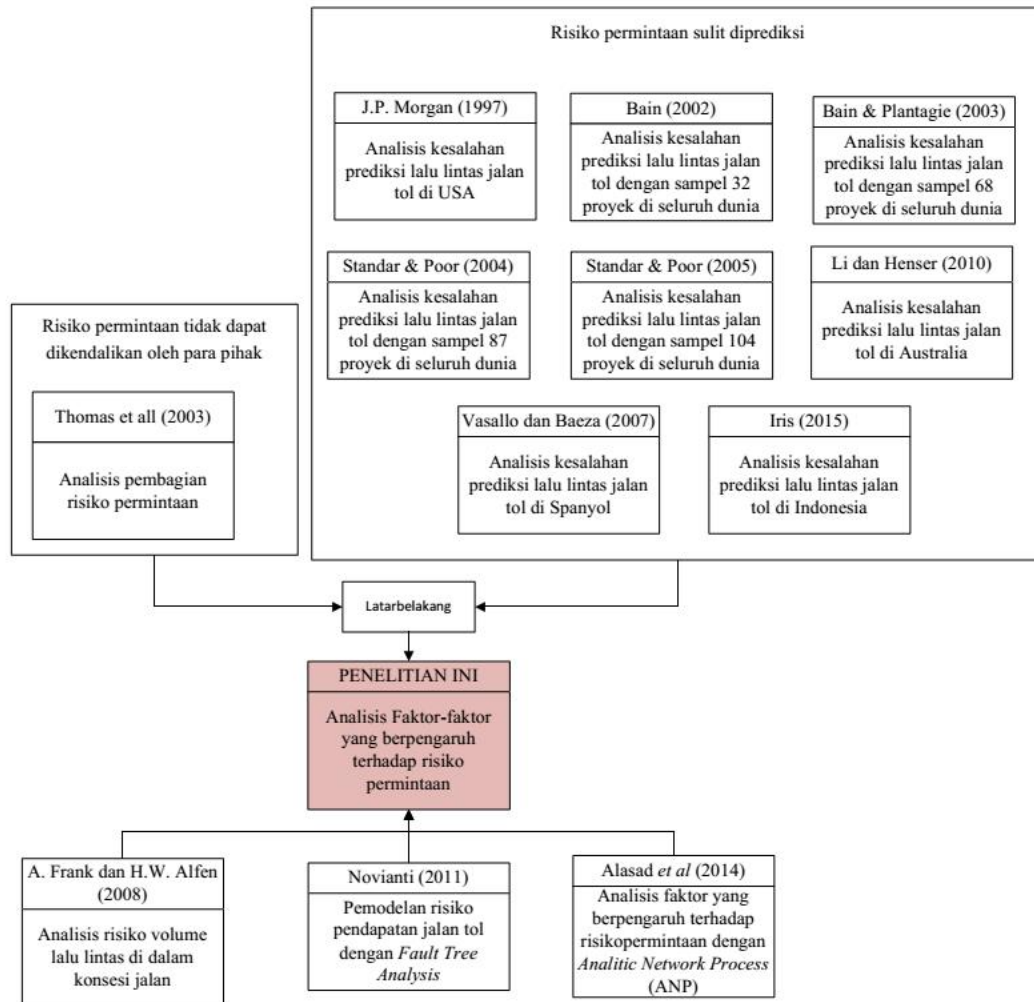 Risiko permintaan sulit diprediksi
J.P. Morgan (1997)
Analisis kesalahan
prediksi lalu lintas jalan
tol di USA
Bain (2002)
Analisis kesalahan
prediksi lalu lintas jalan
tol dengan sampel 32
proyek di seluruh dunia
Bain & Plantagie (2003)
Analisis kesalahan
prediksi lalu lintas jalan
tol dengan sampel 68
proyek di seluruh dunia
Standar & Poor (2004)
Analisis kesalahan
prediksi lalu lintas jalan
tol dengan sampel 87
proyek di seluruh dunia
Standar & Poor (2005)
Analisis kesalahan
prediksi lalu lintas jalan
tol dengan sampel 104
proyek di seluruh dunia
Li dan Henser (2010)
Analisis kesalahan
prediksi lalu lintas jalan
tol di Australia
Vasallo dan Baeza (2007)
Analisis kesalahan
prediksi lalu lintas jalan
tol di Spanyol
Iris (2015)
Analisis kesalahan
prediksi lalu lintas jalan
tol di Indonesia
Risiko permintaan tidak dapat
dikendalikan oleh para pihak
Thomas et all (2003)
Analisis pembagian
risiko permintaan
Latarbelakang
PENELITIAN INI
Analisis Faktor-faktor
yang berpengaruh
terhadap risiko
permintaan
A. Frank dan H.W. Alfen
(2008)
Analisis risiko volume
lalu lintas di dalam
konsesi jalan
Novianti (2011)
Pemodelan risiko
pendapatan jalan tol
dengan Fault Tree
Analysis
Alasad et al (2014)
Analisis faktor yang
berpengaruh terhadap
risikopermintaan dengan
Analitic Network Process
(ANP)